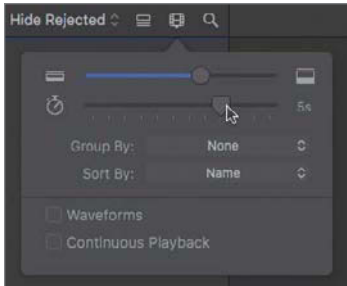 Hide Rejected
5s
Group By: None
Sort By: Name
Waveforms
Continuous Playback